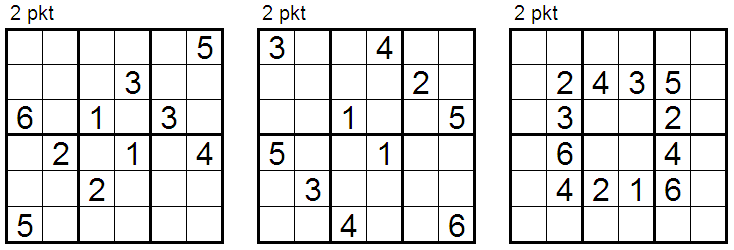 2 pkt 2 pkt 2 pkt
5 3 4
3 2 2 4 3 5
6 1 3 1 5 3 2
2 1 4 5 1 6 4
2 3 4 2 1 6
5 4 6